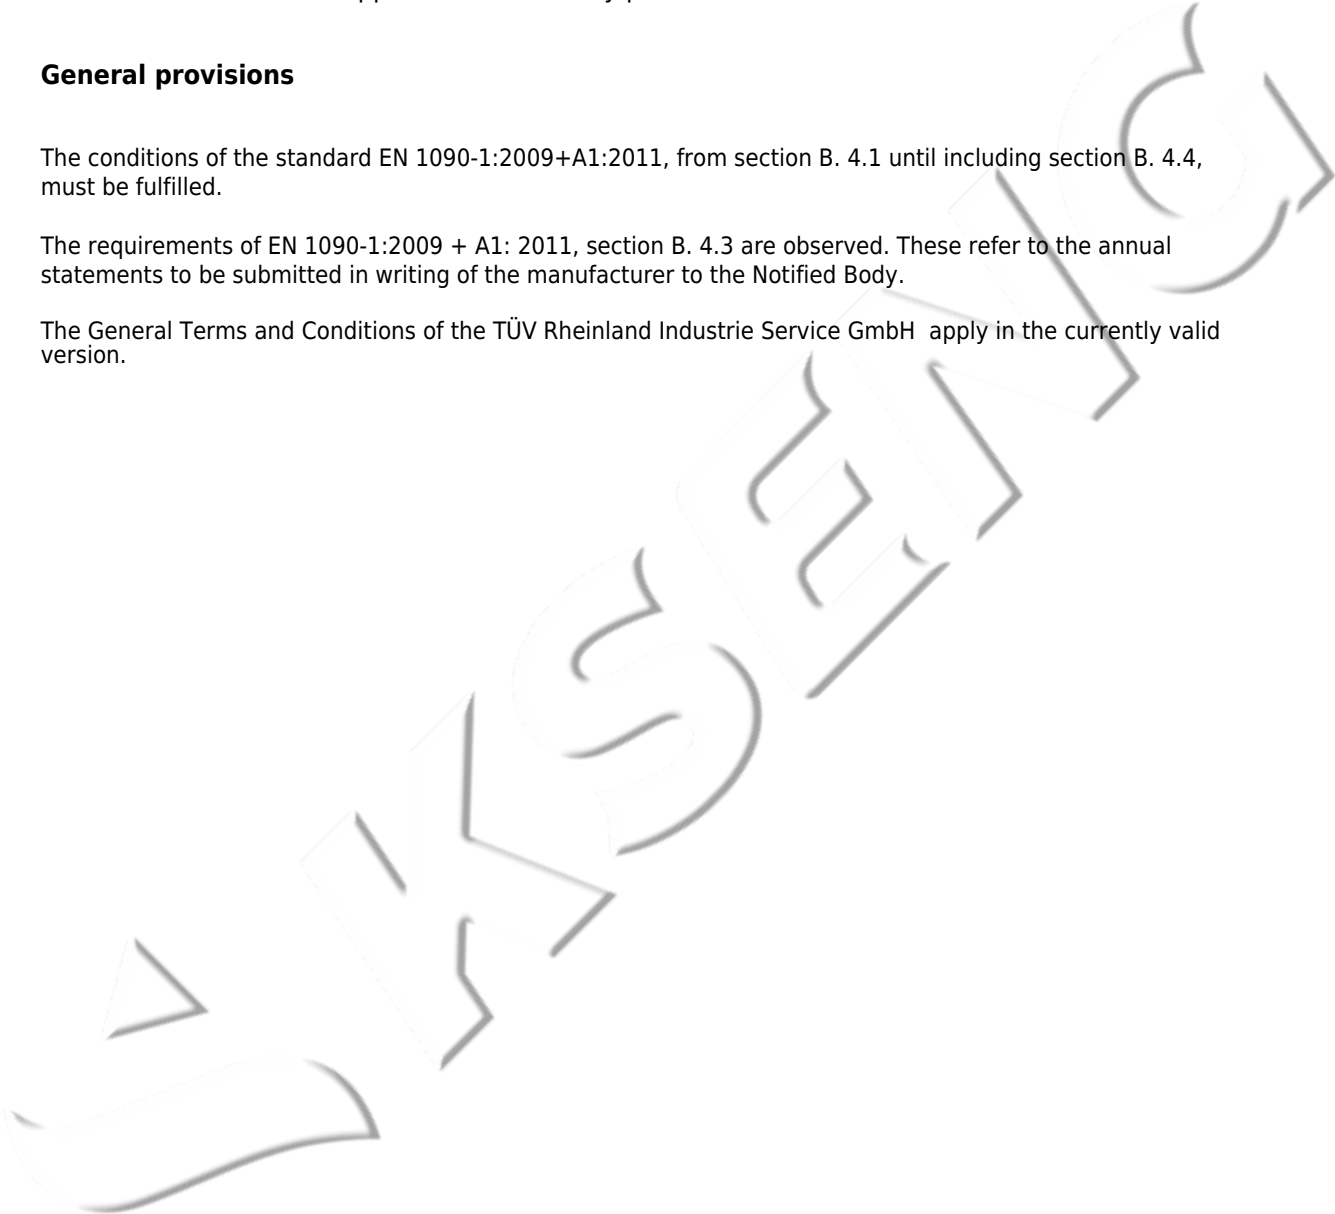 General provisions
The conditions of the standard EN 1090-1:2009+A1:2011, from section B. 4.1 until including section B. 4.4,
must be fulfilled.
The requirements of EN 1090-1:2009 + A1: 2011, section B. 4.3 are observed. These refer to the annual
statements to be submitted in writing of the manufacturer to the Notified Body.
The General Terms and Conditions of the TÜV Rheinland Industrie Service GmbH  apply in the currently valid
version.
AKSENG